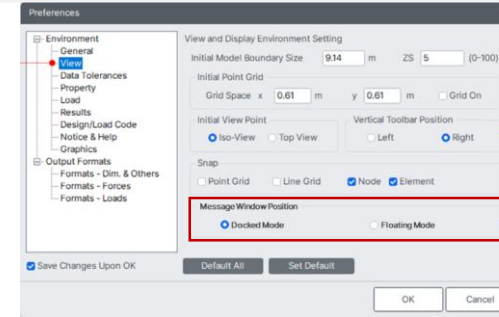 Preferences
Environment
General
View
Data Tolerances
Property
Load
Results
Design/Load Code
Notice & Help
Graphics
Output Formats
Formats - Dim. & Others
Formats - Forces
Formats - Loads
View and Display Environment Setting
Initial Model Boundary Size 9.14 m ZS 5 (0-100)
Initial Point Grid
Grid Space x 0.61 m y 0.61 m Grid On
Initial View Point Vertical Toolbar Position
Iso-View Top View Left Right
Snap
Point Grid Line Grid Node Element
Message Window Position
Docked Mode Floating Mode
Save Changes Upon OK Default All Set Default
OK Cancel